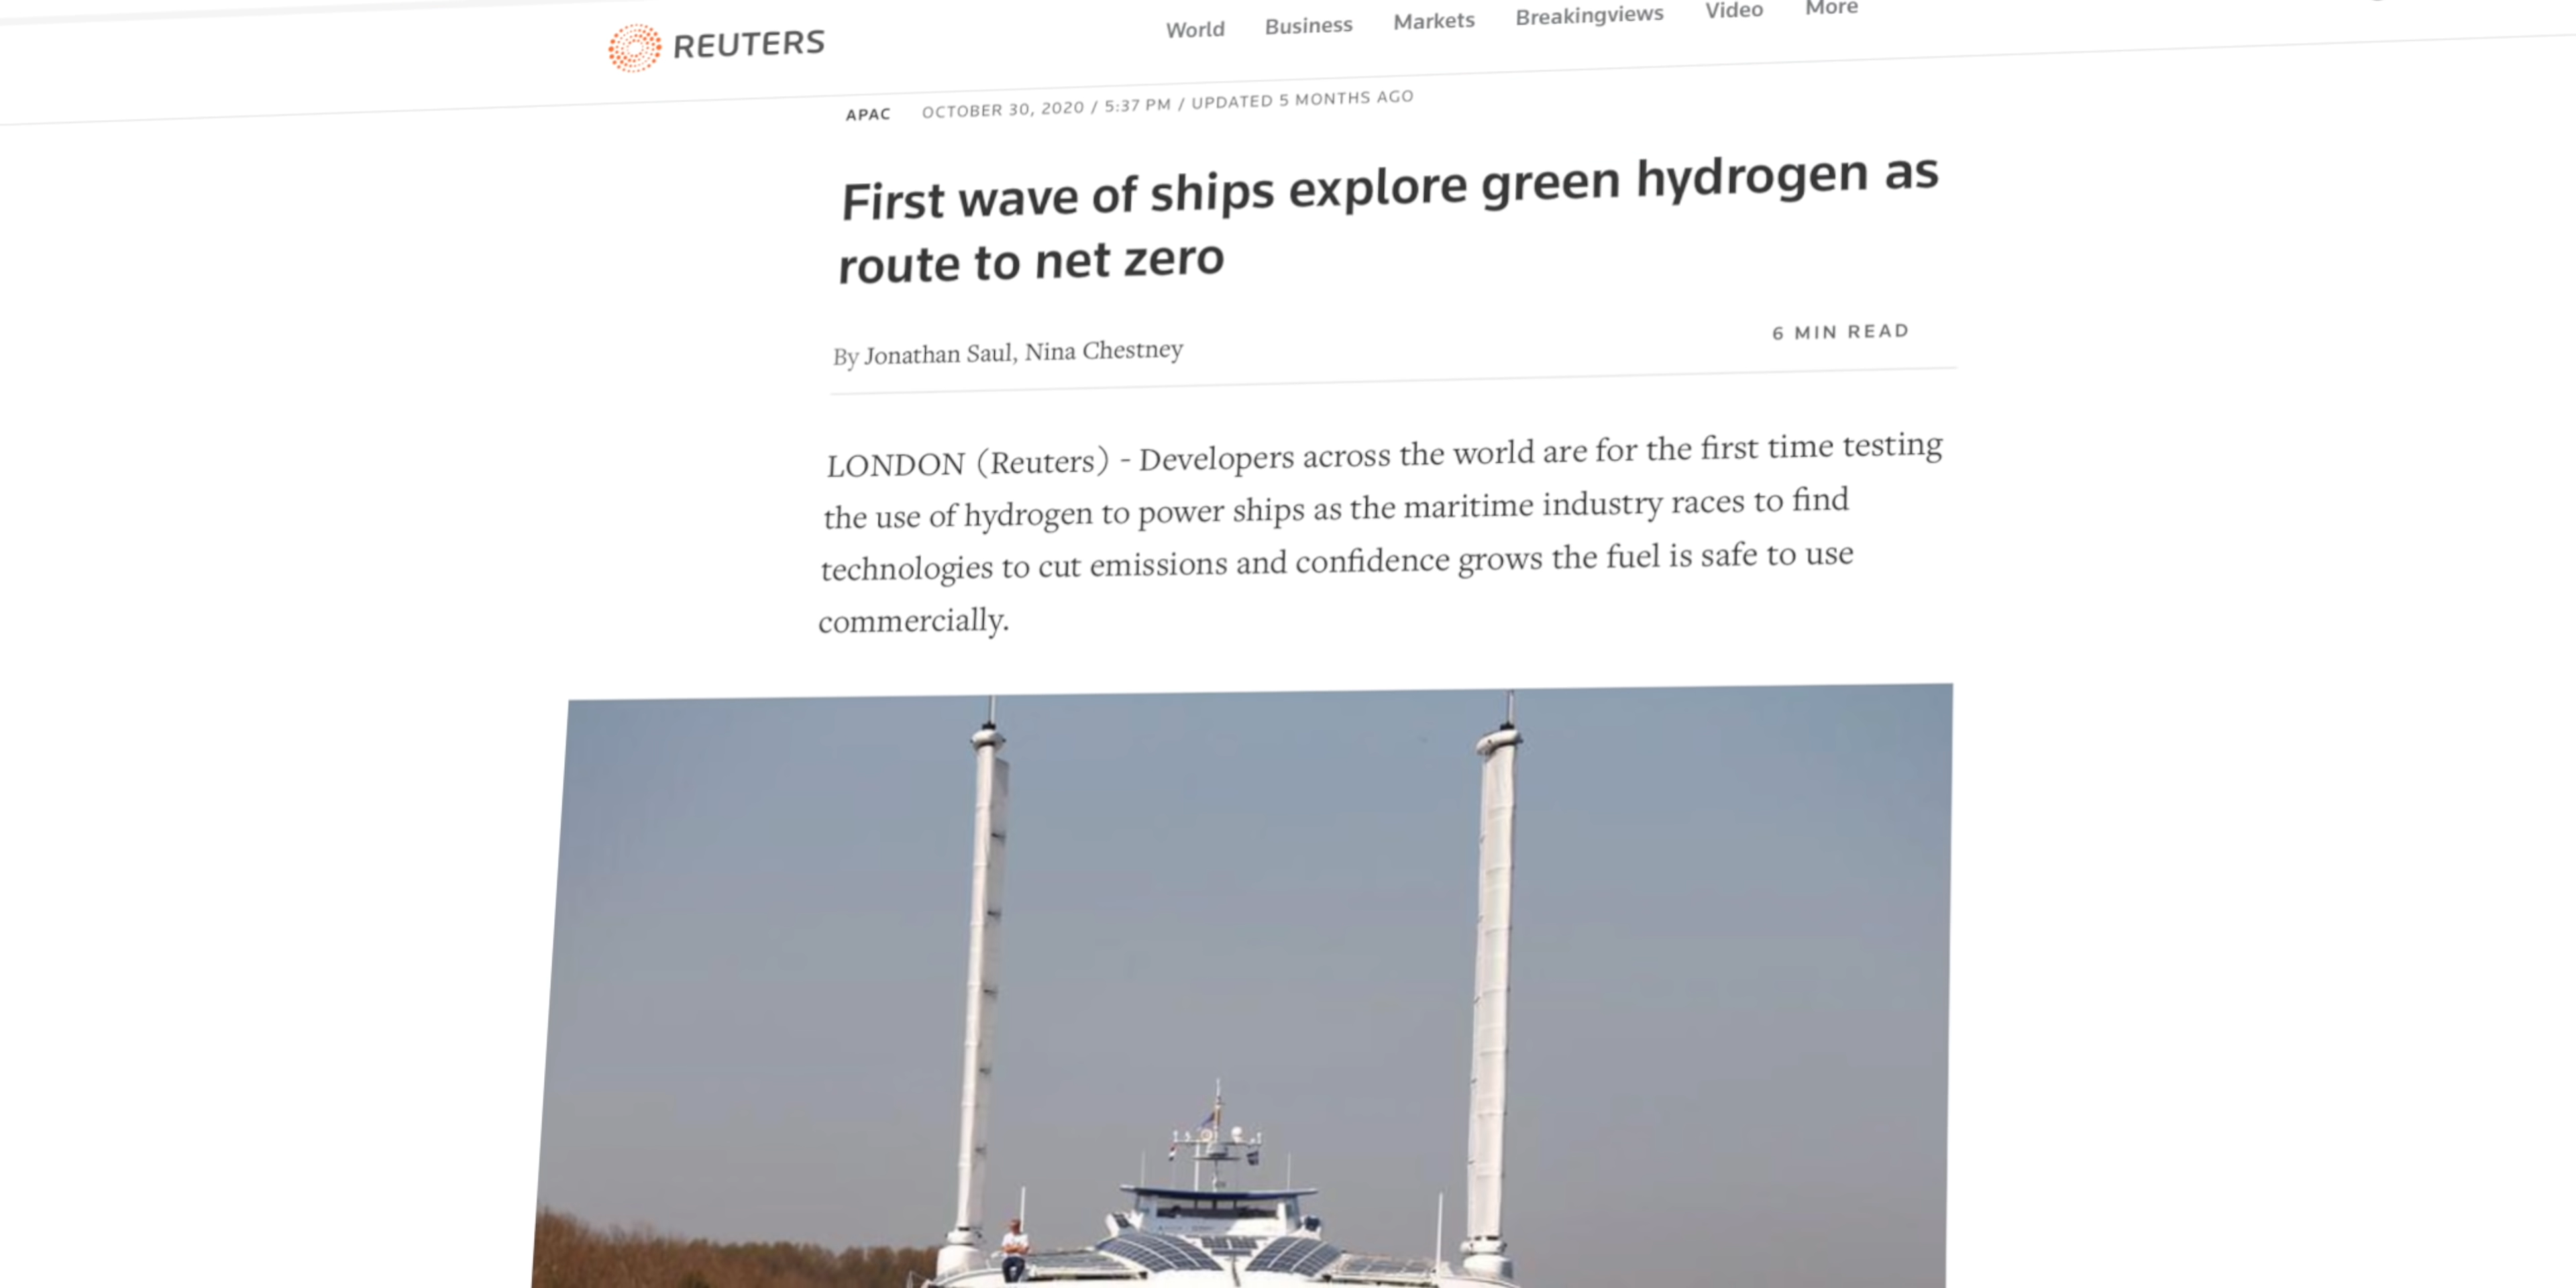 REUTERS
World Business Markets Breakingviews Video More
APAC OCTOBER 30, 2020 / 5:37 PM / UPDATED 5 MONTHS AGO
First wave of ships explore green hydrogen as
route to net zero
By Jonathan Saul, Nina Chestney
6 MIN READ
LONDON (Reuters) - Developers across the world are for the first time testing
the use of hydrogen to power ships as the maritime industry races to find
technologies to cut emissions and confidence grows the fuel is safe to use
commercially.